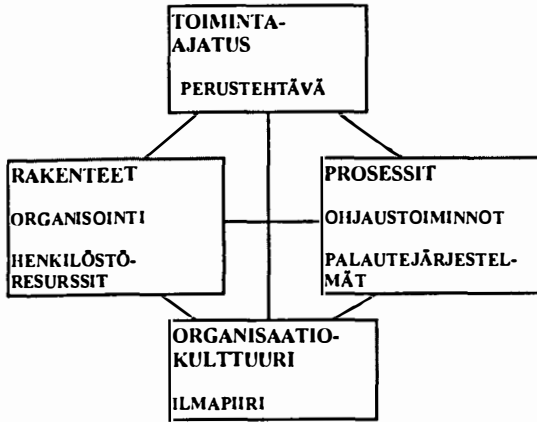 TOIMINTA-
AJATUS
PERUSTEHTÄVÄ
RAKENTEET
ORGANISOINTI
HENKILÖSTÖ-
RESURSSIT
PROSESSIT
OHJAUSTOIMINNOT
PALAUTEJÄRJESTEL-
MÄT
ORGANISAATIO-
KULTTUURI
ILMAPIIRI